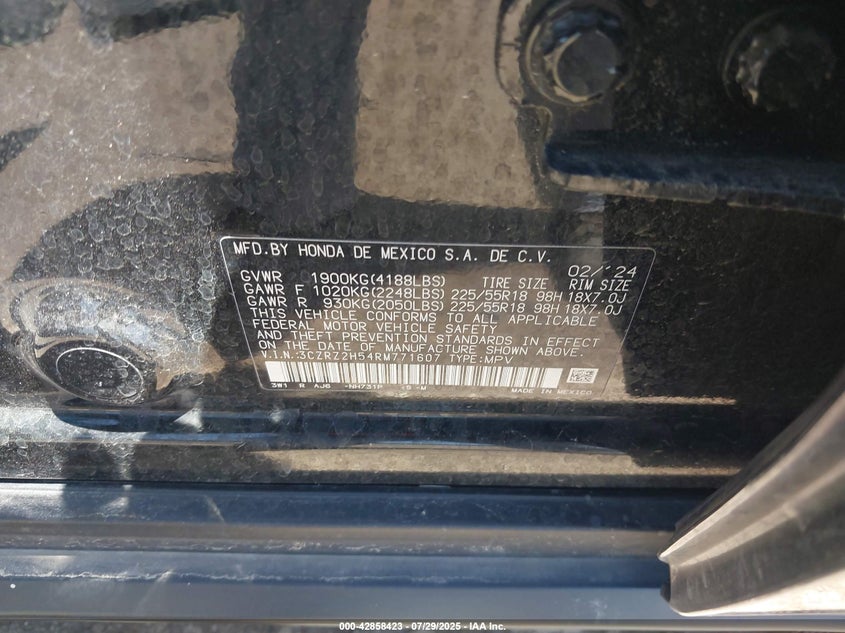 MFD.BY HONDA DE MEXICO S.A. DE C.V. 02/'24
GVWR 1900KG(4188LBS) TIRE SIZE RIM SIZE
GAWR F 1020KG(2248LBS) 225/55R18 98H 18X7.0J
GAWR R 930KG(2050LBS) 225/55R18 98H 18X7.0J
THIS VEHICLE CONFORMS TO ALL APPLICABLE
FEDERAL MOTOR VEHICLE SAFETY
AND THEFT PREVENTION STANDARDS IN EFFECT
ON THE DATE OF MANUFACTURE SHOWN ABOVE.
V.I.N.:3CZRZ2H54RM771607 TYPE:MPV
3W1 R AJ6 -NH731P -S-M MADE IN MEXICO
000-42858423 - 07/29/2025 - IAA Inc.